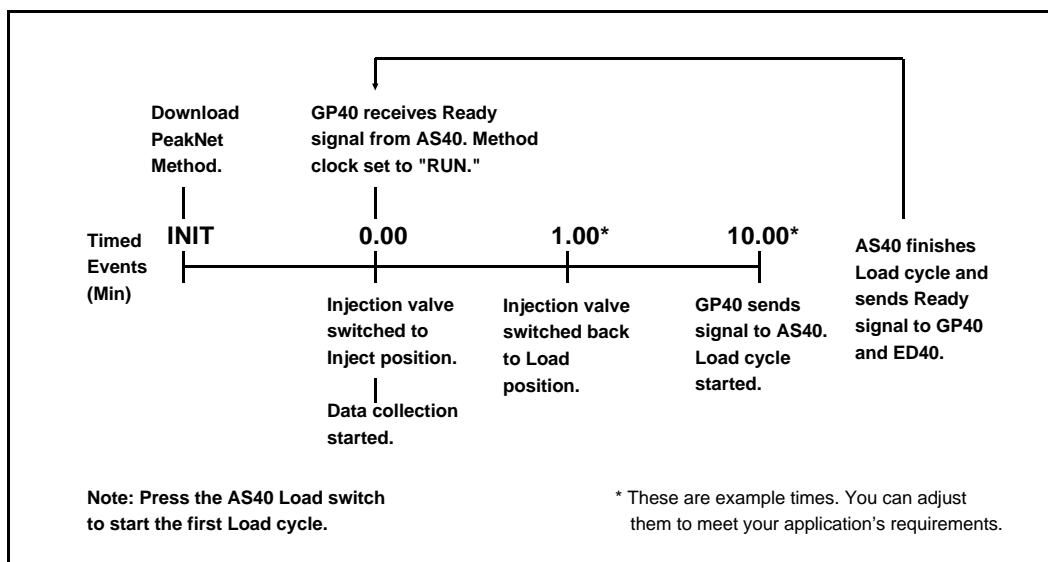 Download
PeakNet
Method.
GP40 receives Ready
signal from AS40. Method
clock set to "RUN."
Timed
Events
(Min)
INIT
0.00
1.00*
10.00*
Injection valve
switched to
Inject position.
Data collection
started.
Injection valve
switched back
to Load
position.
GP40 sends
signal to AS40.
Load cycle
started.
AS40 finishes
Load cycle and
sends Ready
signal to GP40
and ED40.
Note: Press the AS40 Load switch
to start the first Load cycle.
* These are example times. You can adjust
them to meet your application’s requirements.